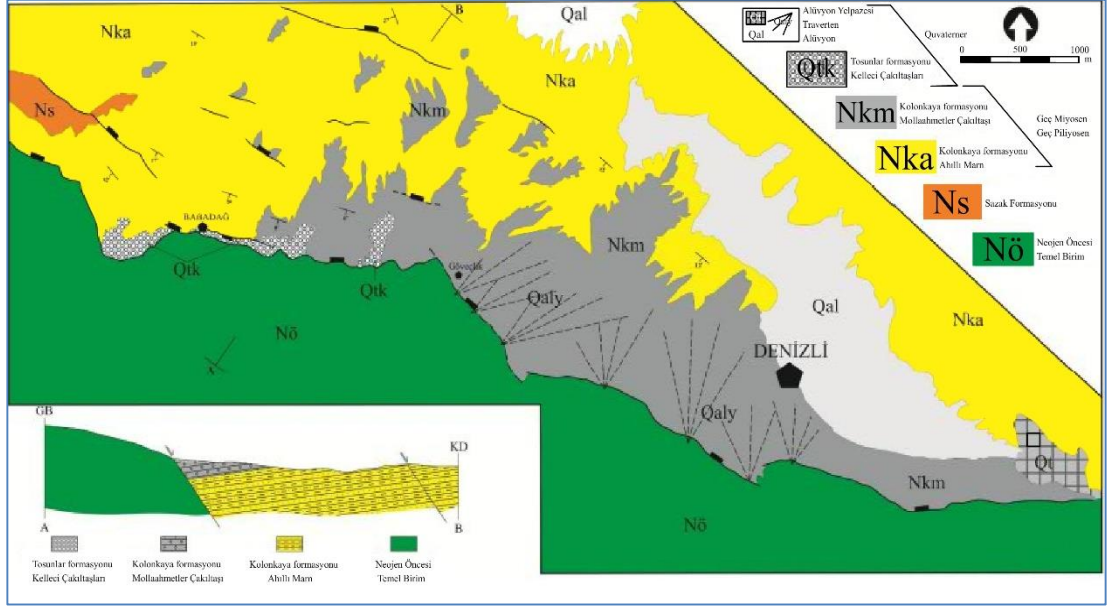 Nka
B
Qal
Nka
Ns
Nkm
BABADAĞ
Qtk
Qtk
Göveçlik
Nkm
Qaly
Qal
Nka
Nö
A
DENİZLİ
Qaly
Qt
Nkm
Nö
Qal
Alüvyon Yelpazesi
Traverten
Alüvyon
Quvaterner
0 500 1000
m
Qtk
Tosunlar formasyonu
Kelleci Çakıltaşları
Nkm
Kolonkaya formasyonu
Mollaahmetler Çakıltaşı
Geç Miyosen
Geç Piliyosen
Nka
Kolonkaya formasyonu
Ahıllı Marn
Ns
Sazak Formasyonu
Nö
Neojen Öncesi
Temel Birim
GB
KD
A
B
Tosunlar formasyonu
Kelleci Çakıltaşları
Kolonkaya formasyonu
Mollaahmetler Çakıltaşı
Kolonkaya formasyonu
Ahıllı Marn
Neojen Öncesi
Temel Birim